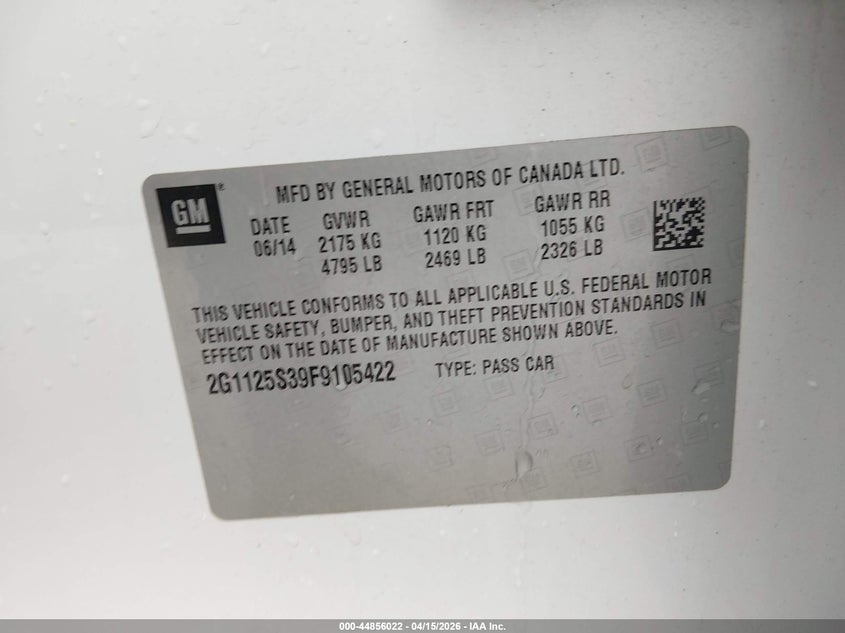 GM®
MFD BY GENERAL MOTORS OF CANADA LTD.
DATE GVWR GAWR FRT GAWR RR
06/14 2175 KG 1120 KG 1055 KG
4795 LB 2469 LB 2326 LB
THIS VEHICLE CONFORMS TO ALL APPLICABLE U.S. FEDERAL MOTOR
VEHICLE SAFETY, BUMPER, AND THEFT PREVENTION STANDARDS IN
EFFECT ON THE DATE OF MANUFACTURE SHOWN ABOVE.
2G1125S39F9105422 TYPE: PASS CAR
000-44856022 - 04/15/2026 - IAA Inc.